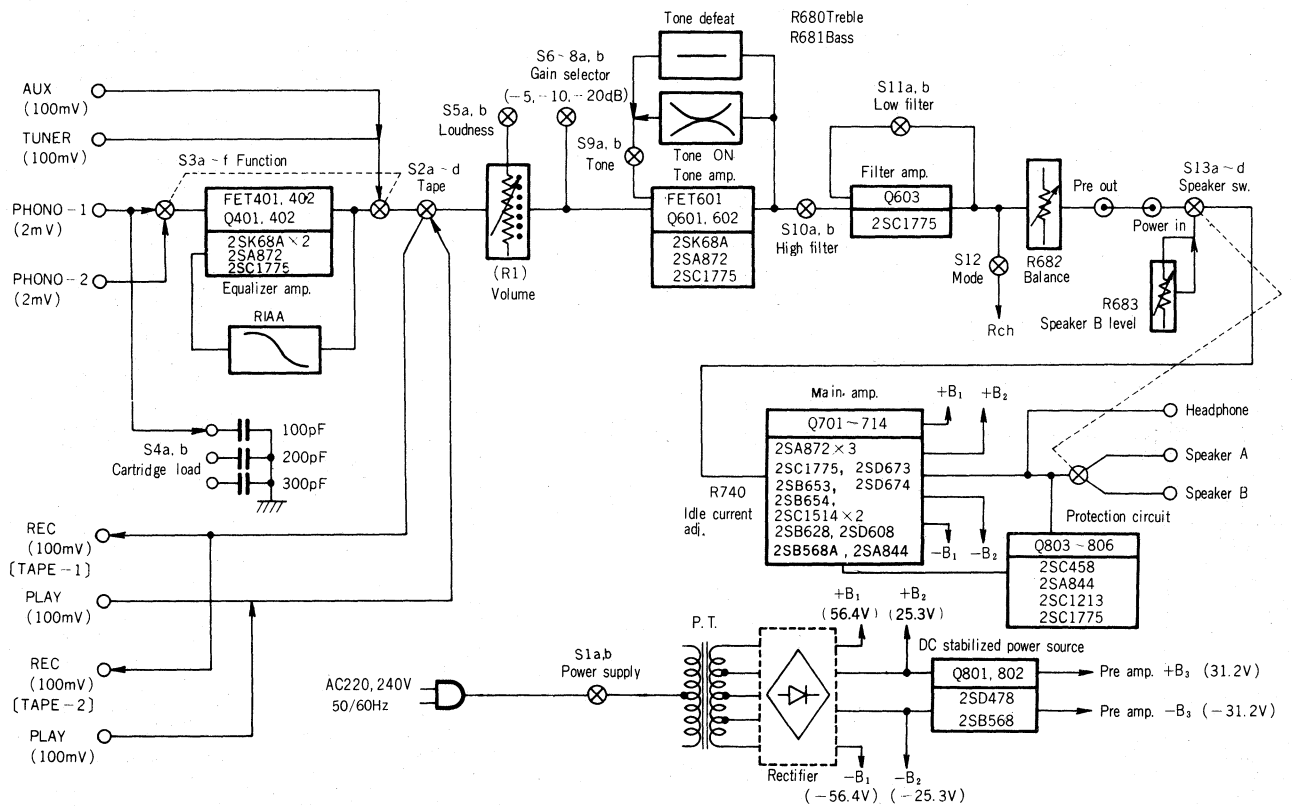 Tone defeat
R680Treble
R681Bass
S6~8a, b
Gain selector
(−5, −10, −20dB)
AUX
(100mV)
TUNER
(100mV)
S5a, b
Loudness
S9a, b
Tone
Tone ON
Tone amp.
S11a, b
Low filter
S3a ~ f Function
S2a ~ d
Tape
S13a ~ d
Speaker sw.
PHONO-1
(2mV)
FET401, 402
Q401, 402
2SK68A×2
2SA872
2SC1775
Equalizer amp.
(R1)
Volume
FET601
Q601, 602
2SK68A
2SA872
2SC1775
S10a, b
High filter
Filter amp.
Q603
2SC1775
S12
Mode
Rch
R682
Balance
Pre out
Power in
R683
Speaker B level
PHONO-2
(2mV)
RIAA
S4a, b
Cartridge load
100pF
200pF
300pF
Main. amp.
+B₁
+B₂
Q701~714
2SA872×3
2SC1775, 2SD673
2SB653, 2SD674
2SB654,
2SC1514×2
2SB628, 2SD608
2SB568A, 2SA844
R740
Idle current
adj.
−B₁
−B₂
Headphone
Speaker A
Speaker B
Protection circuit
Q803~806
2SC458
2SA844
2SC1213
2SC1775
REC
(100mV)
[TAPE-1]
PLAY
(100mV)
REC
(100mV)
[TAPE-2]
PLAY
(100mV)
AC220, 240V
50/60Hz
S1a,b
Power supply
P.T.
Rectifier
+B₁
(56.4V)
+B₂
(25.3V)
DC stabilized power source
Q801, 802
2SD478
2SB568
Pre amp. +B₃ (31.2V)
Pre amp. −B₃ (−31.2V)
−B₁
(−56.4V)
−B₂
(−25.3V)